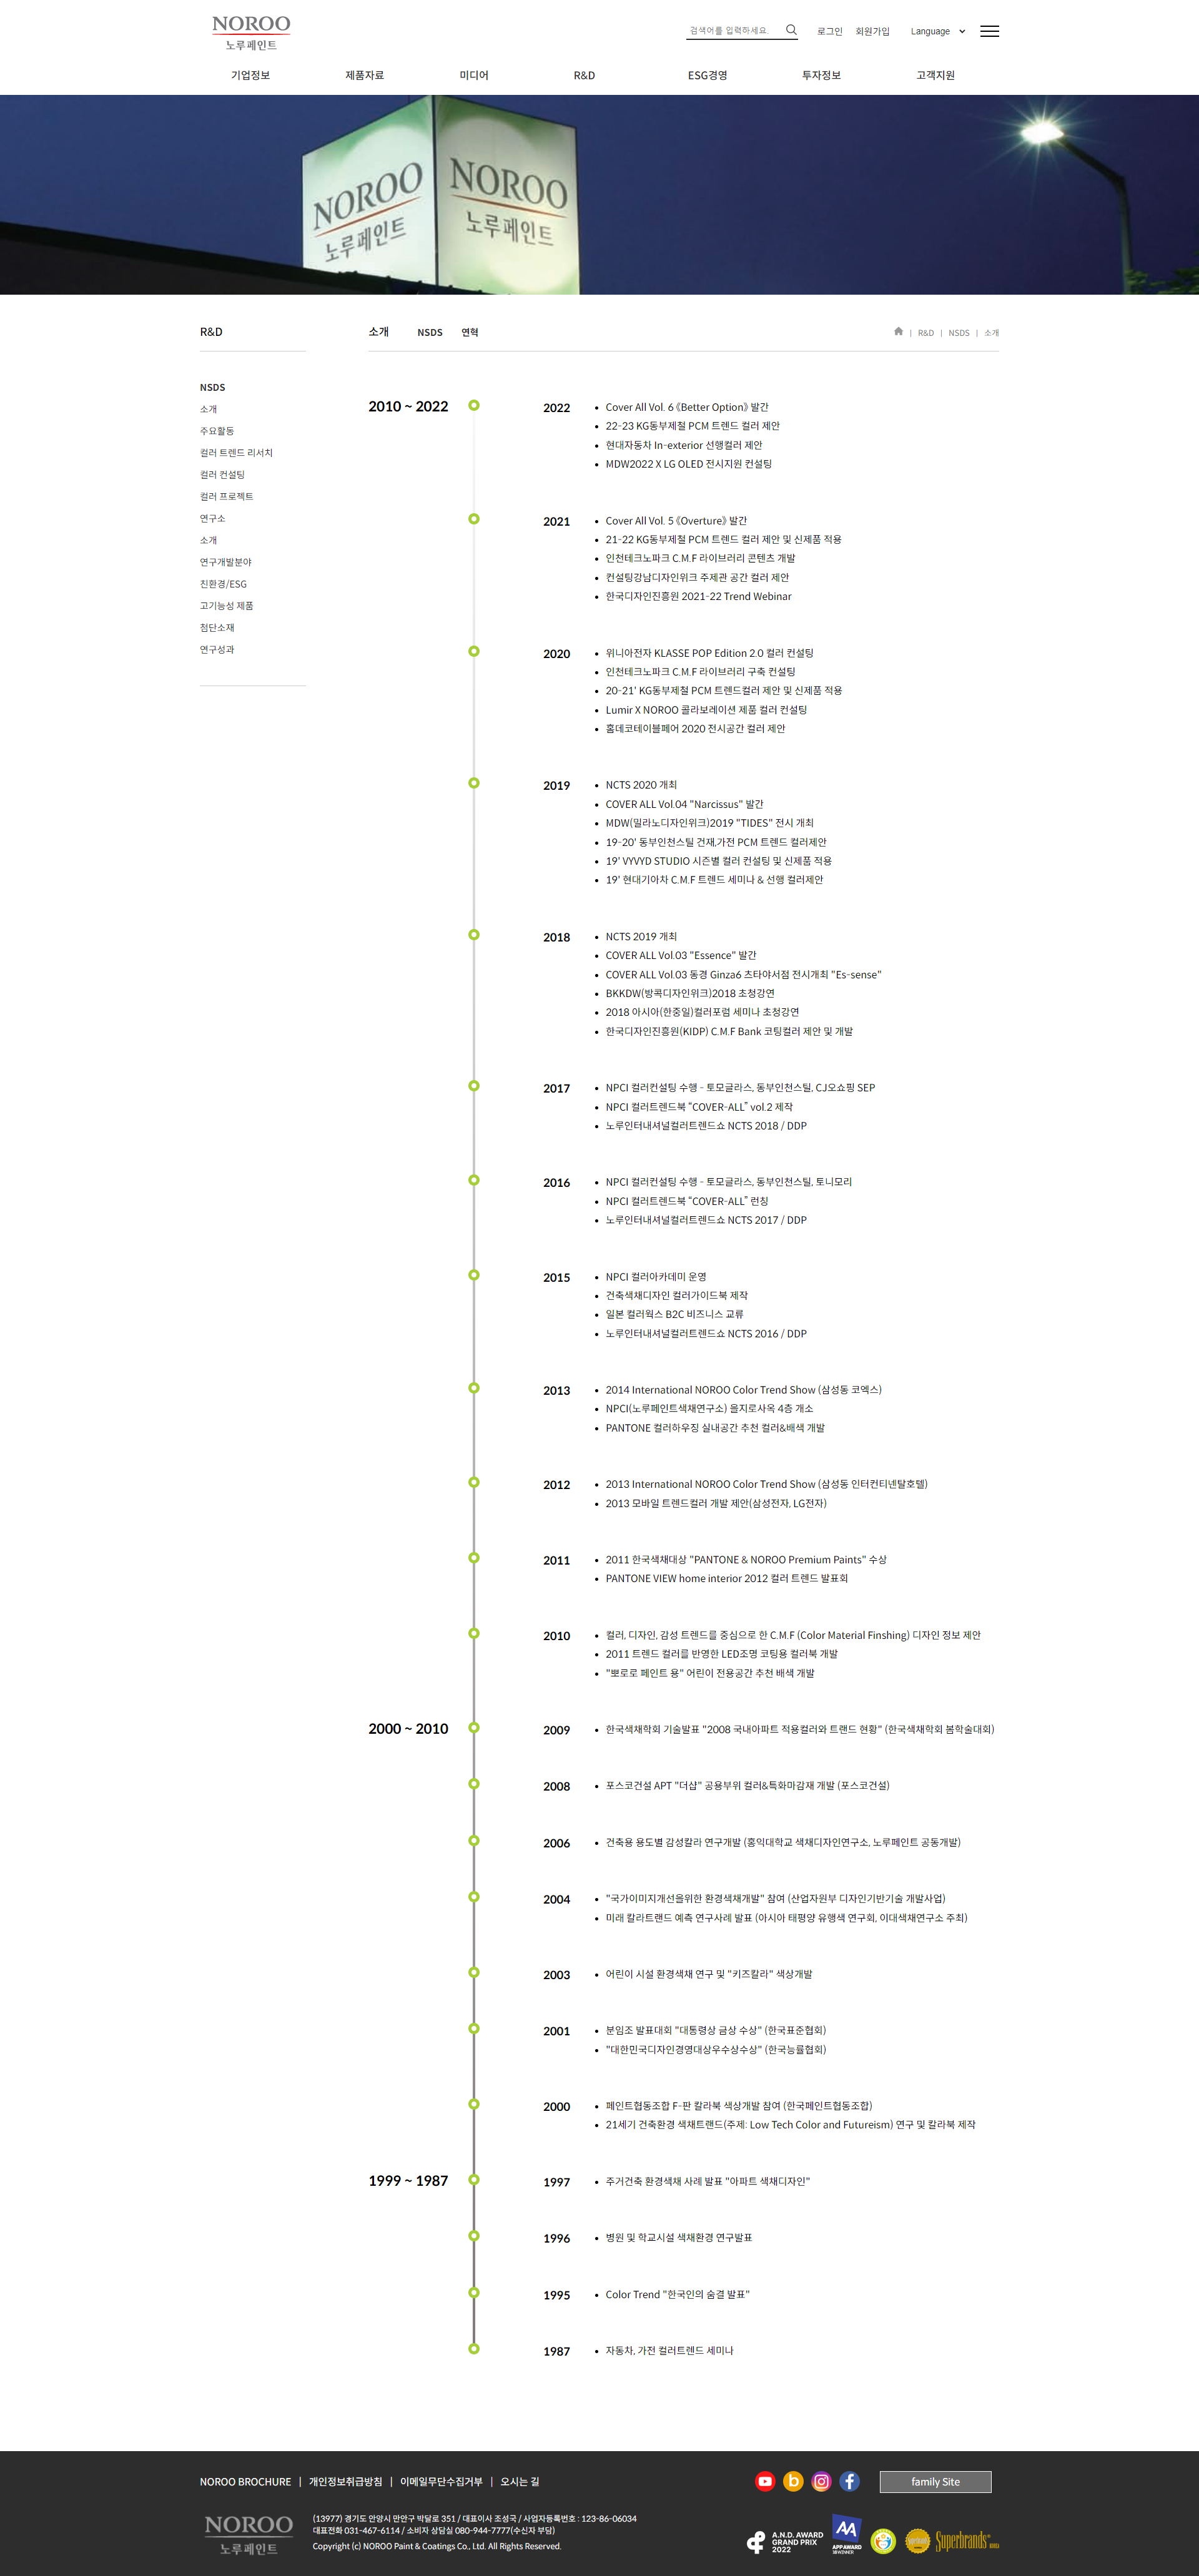 NOROO
노루페인트
검색어를 입력하세요.
로그인 회원가입 Language
기업정보 제품자료 미디어 R&D ESG경영 투자정보 고객지원
NOROO
노루페인트
NOROO
노루페인트
R&D
소개 NSDS 연혁
| R&D | NSDS | 소개
NSDS
소개
주요활동
컬러 트렌드 리서치
컬러 컨설팅
컬러 프로젝트
연구소
소개
연구개발분야
친환경/ESG
고기능성 제품
첨단소재
연구성과
2010 ~ 2022
2022
Cover All Vol. 6 《Better Option》 발간
22-23 KG동부제철 PCM 트렌드 컬러 제안
현대자동차 In-exterior 선행컬러 제안
MDW2022 X LG OLED 전시지원 컨설팅
2021
Cover All Vol. 5 《Overture》 발간
21-22 KG동부제철 PCM 트렌드 컬러 제안 및 신제품 적용
인천테크노파크 C.M.F 라이브러리 콘텐츠 개발
컨설팅강남디자인위크 주제관 공간 컬러 제안
한국디자인진흥원 2021-22 Trend Webinar
2020
위니아전자 KLASSE POP Edition 2.0 컬러 컨설팅
인천테크노파크 C.M.F 라이브러리 구축 컨설팅
20-21' KG동부제철 PCM 트렌드컬러 제안 및 신제품 적용
Lumir X NOROO 콜라보레이션 제품 컬러 컨설팅
홈데코테이블페어 2020 전시공간 컬러 제안
2019
NCTS 2020 개최
COVER ALL Vol.04 "Narcissus" 발간
MDW(밀라노디자인위크)2019 "TIDES" 전시 개최
19-20' 동부인천스틸 건재,가전 PCM 트렌드 컬러제안
19' VYVYD STUDIO 시즌별 컬러 컨설팅 및 신제품 적용
19' 현대기아차 C.M.F 트렌드 세미나 & 선행 컬러제안
2018
NCTS 2019 개최
COVER ALL Vol.03 "Essence" 발간
COVER ALL Vol.03 동경 Ginza6 츠타야서점 전시개최 "Es-sense"
BKKDW(방콕디자인위크)2018 초청강연
2018 아시아(한중일)컬러포럼 세미나 초청강연
한국디자인진흥원(KIDP) C.M.F Bank 코팅컬러 제안 및 개발
2017
NPCI 컬러컨설팅 수행 - 토모글라스, 동부인천스틸, CJ오쇼핑 SEP
NPCI 컬러트렌드북 “COVER-ALL” vol.2 제작
노루인터내셔널컬러트렌드쇼 NCTS 2018 / DDP
2016
NPCI 컬러컨설팅 수행 - 토모글라스, 동부인천스틸, 토니모리
NPCI 컬러트렌드북 “COVER-ALL” 런칭
노루인터내셔널컬러트렌드쇼 NCTS 2017 / DDP
2015
NPCI 컬러아카데미 운영
건축색채디자인 컬러가이드북 제작
일본 컬러웍스 B2C 비즈니스 교류
노루인터내셔널컬러트렌드쇼 NCTS 2016 / DDP
2013
2014 International NOROO Color Trend Show (삼성동 코엑스)
NPCI(노루페인트색채연구소) 을지로사옥 4층 개소
PANTONE 컬러하우징 실내공간 추천 컬러&배색 개발
2012
2013 International NOROO Color Trend Show (삼성동 인터컨티넨탈호텔)
2013 모바일 트렌드컬러 개발 제안(삼성전자, LG전자)
2011
2011 한국색채대상 "PANTONE & NOROO Premium Paints" 수상
PANTONE VIEW home interior 2012 컬러 트렌드 발표회
2010
컬러, 디자인, 감성 트렌드를 중심으로 한 C.M.F (Color Material Finshing) 디자인 정보 제안
2011 트렌드 컬러를 반영한 LED조명 코팅용 컬러북 개발
"뽀로로 페인트 용" 어린이 전용공간 추천 배색 개발
2000 ~ 2010
2009
한국색채학회 기술발표 "2008 국내아파트 적용컬러와 트랜드 현황" (한국색채학회 봄학술대회)
2008
포스코건설 APT "더샵" 공용부위 컬러&특화마감재 개발 (포스코건설)
2006
건축용 용도별 감성칼라 연구개발 (홍익대학교 색채디자인연구소, 노루페인트 공동개발)
2004
"국가이미지개선을위한 환경색채개발" 참여 (산업자원부 디자인기반기술 개발사업)
미래 칼라트랜드 예측 연구사례 발표 (아시아 태평양 유행색 연구회, 이대색채연구소 주최)
2003
어린이 시설 환경색채 연구 및 "키즈칼라" 색상개발
2001
분임조 발표대회 "대통령상 금상 수상" (한국표준협회)
"대한민국디자인경영대상우수상수상" (한국능률협회)
2000
페인트협동조합 F-판 칼라북 색상개발 참여 (한국페인트협동조합)
21세기 건축환경 색채트랜드(주제: Low Tech Color and Futureism) 연구 및 칼라북 제작
1999 ~ 1987
1997
주거건축 환경색채 사례 발표 "아파트 색채디자인"
1996
병원 및 학교시설 색채환경 연구발표
1995
Color Trend "한국인의 숨결 발표"
1987
자동차, 가전 컬러트렌드 세미나
NOROO BROCHURE | 개인정보취급방침 | 이메일무단수집거부 | 오시는 길
family Site
NOROO
노루페인트
(13977) 경기도 안양시 만안구 박달로 351 / 대표이사 조성국 / 사업자등록번호 : 123-86-06034
대표전화 031-467-6114 / 소비자 상담실 080-944-7777(수신자 부담)
Copyright (c) NOROO Paint & Coatings Co., Ltd. All Rights Reserved.
A.N.D. AWARD
GRAND PRIX
2022
APP AWARD
Superbrands